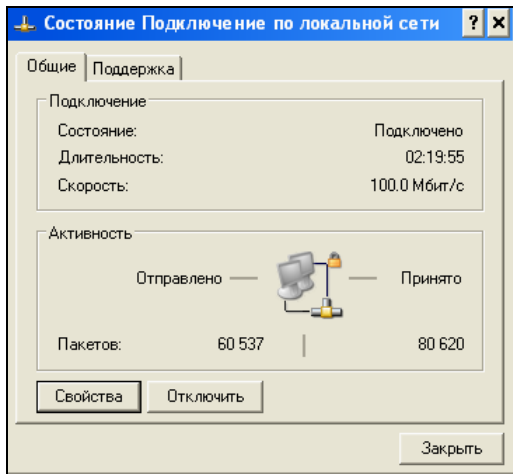 Состояние Подключение по локальной сети
Общие Поддержка
Подключение
Состояние: Подключено
Длительность: 02:19:55
Скорость: 100.0 Мбит/с
Активность
Отправлено Принято
Пакетов: 60 537 80 620
Свойства Отключить
Закрыть